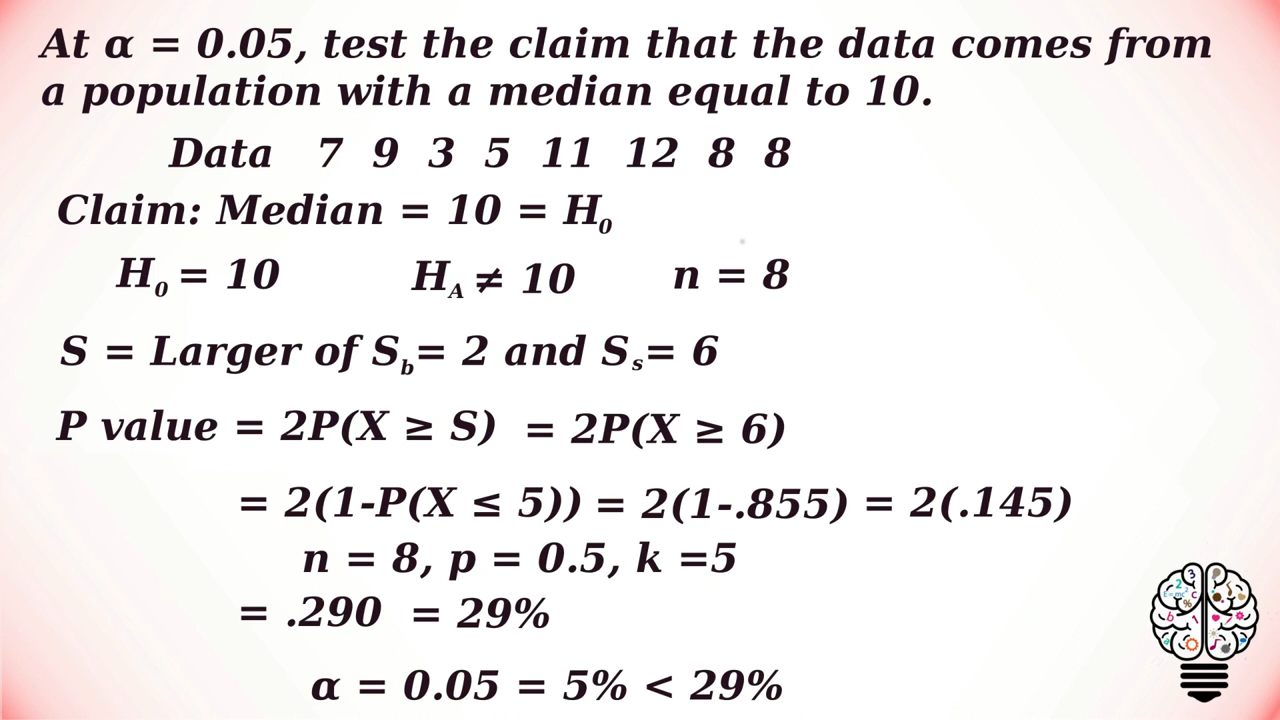 At α = 0.05, test the claim that the data comes from
a population with a median equal to 10.
Data 7 9 3 5 11 12 8 8
Claim: Median = 10 = H₀
H₀ = 10 H_A ≠ 10 n = 8
S = Larger of S_b = 2 and S_s = 6
P value = 2P(X ≥ S) = 2P(X ≥ 6)
= 2(1-P(X ≤ 5)) = 2(1-.855) = 2(.145)
n = 8, p = 0.5, k =5
= .290 = 29%
α = 0.05 = 5% < 29%